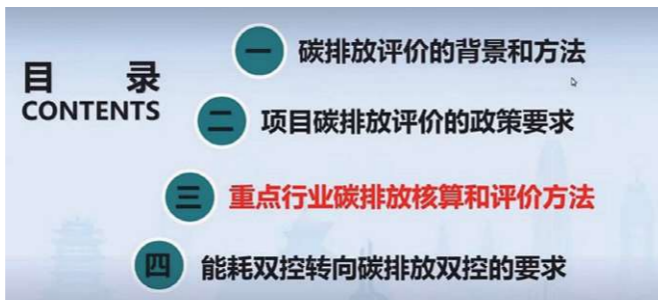 目 录
CONTENTS
一 碳排放评价的背景和方法
二 项目碳排放评价的政策要求
三 重点行业碳排放核算和评价方法
四 能耗双控转向碳排放双控的要求